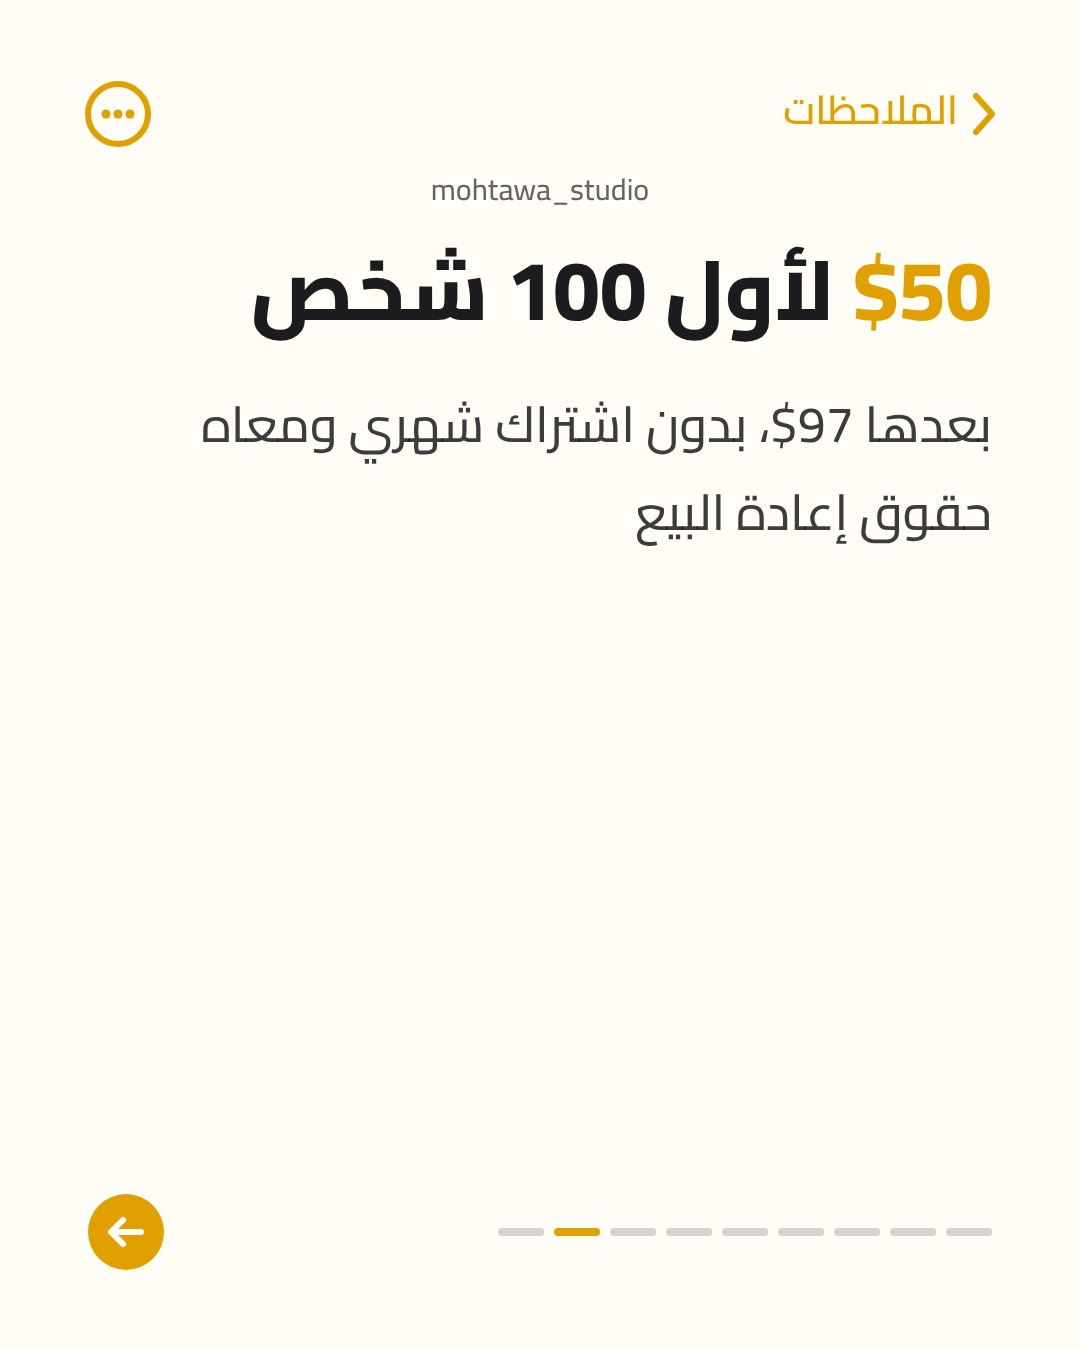 الملاحظات
mohtawa_studio
$50 لأول 100 شخص
بعدها $97، بدون اشتراك شهري ومعاه
حقوق إعادة البيع